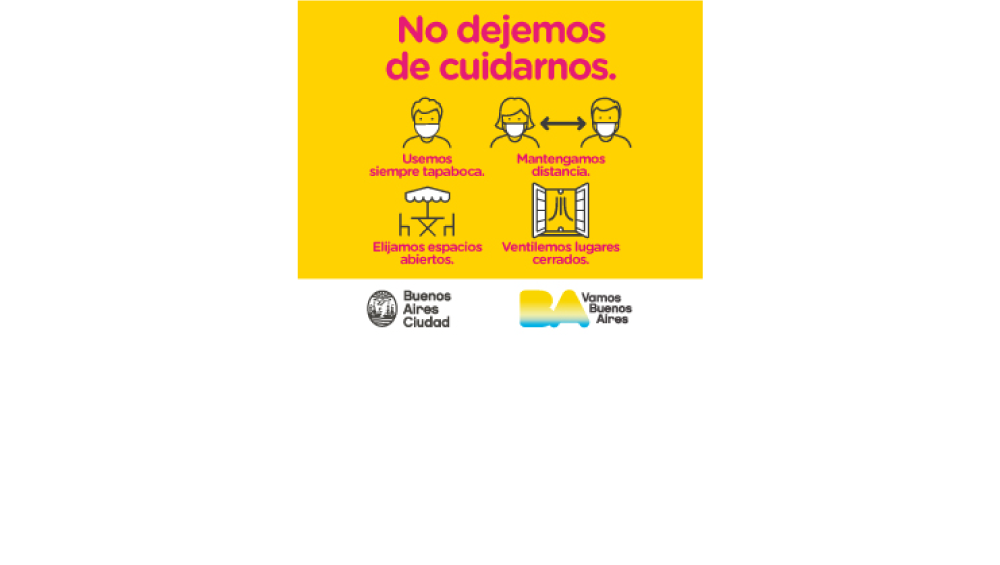 No dejemos
de cuidarnos.
Usemos
siempre tapaboca.
Mantengamos
distancia.
Elijamos espacios
abiertos.
Ventilemos lugares
cerrados.
Buenos
Aires
Ciudad
BA
Vamos
Buenos
Aires